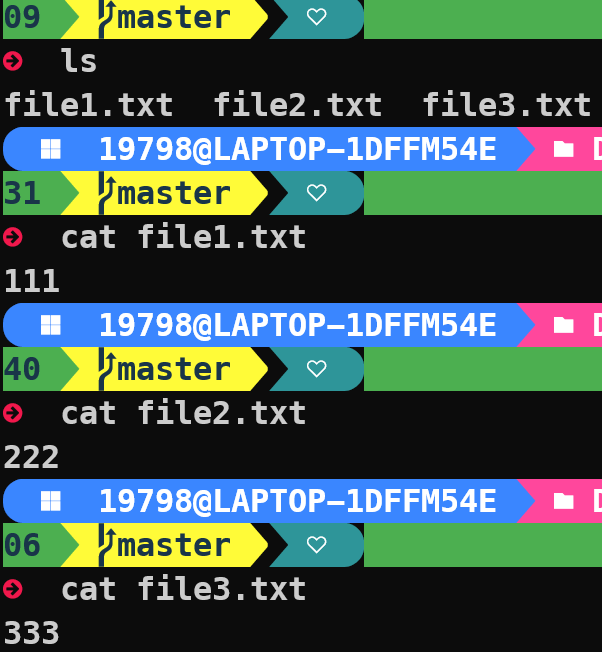 09 master ♡
ls
file1.txt file2.txt file3.txt
19798@LAPTOP-1DFFM54E
31 master ♡
cat file1.txt
111
19798@LAPTOP-1DFFM54E
40 master ♡
cat file2.txt
222
19798@LAPTOP-1DFFM54E
06 master ♡
cat file3.txt
333